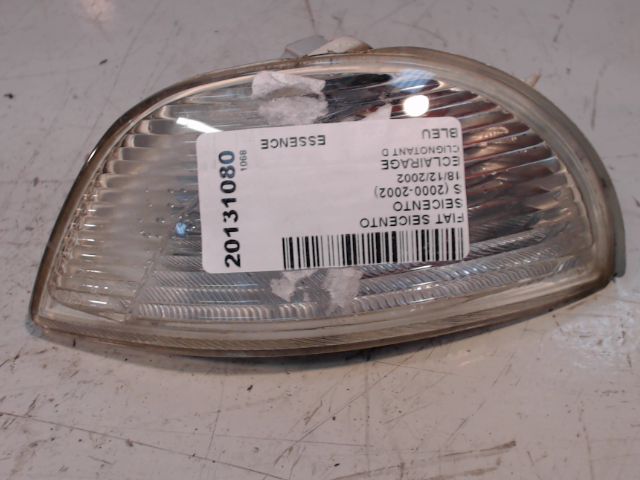 FIAT SEICENTO
SEICENTO
S (2000-2002)
18/12/2002
ECLAIRAGE
CLIGNOTANT D
BLEU
ESSENCE
20131080
1068